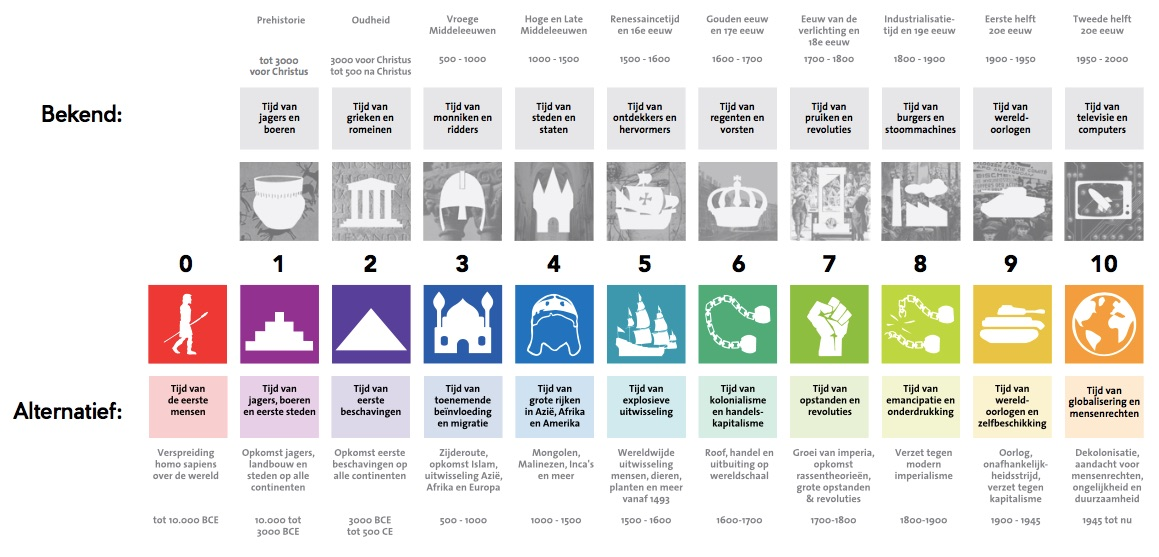 Prehistorie
Oudheid
Vroege
Middeleeuwen
Hoge en Late
Middeleeuwen
Renessaincetijd
en 16e eeuw
Gouden eeuw
en 17e eeuw
Eeuw van de
verlichting en
18e eeuw
Industrialisatie-
tijd en 19e eeuw
Eerste helft
20e eeuw
Tweede helft
20e eeuw
tot 3000
voor Christus
3000 voor Christus
tot 500 na Christus
500 - 1000
1000 - 1500
1500 - 1600
1600 - 1700
1700 - 1800
1800 - 1900
1900 - 1950
1950 - 2000
Bekend:
Tijd van
jagers en
boeren
Tijd van
grieken en
romeinen
Tijd van
monniken en
ridders
Tijd van
steden en
staten
Tijd van
ontdekkers en
hervormers
Tijd van
regenten en
vorsten
Tijd van
pruiken en
revoluties
Tijd van
burgers en
stoommachines
Tijd van
wereld-
oorlogen
Tijd van
televisie en
computers
0 1 2 3 4 5 6 7 8 9 10
Alternatief:
Tijd van
de eerste
mensen
Tijd van
jagers, boeren
en eerste steden
Tijd van
eerste
beschavingen
Tijd van
toenemende
beïnvloeding
en migratie
Tijd van
grote rijken
in Azië, Afrika
en Amerika
Tijd van
explosieve
uitwisseling
Tijd van
kolonialisme
en handels-
kapitalisme
Tijd van
opstanden en
revoluties
Tijd van
emancipatie en
onderdrukking
Tijd van
wereld-
oorlogen en
zelfbeschikking
Tijd van
globalisering en
mensenrechten
Verspreiding
homo sapiens
over de wereld
Opkomst jagers,
landbouw en
steden op alle
continenten
Opkomst eerste
beschavingen op
alle continenten
Zijderoute,
opkomst Islam,
uitwisseling Azië,
Afrika en Europa
Mongolen,
Malinezen, Inca's
en meer
Wereldwijde
uitwisseling
mensen, dieren,
planten en meer
vanaf 1493
Roof, handel en
uitbuiting op
wereldschaal
Groei van imperia,
opkomst
rassentheorieën,
grote opstanden
& revoluties
Verzet tegen
modern
imperialisme
Oorlog,
onafhankelijk-
heidsstrijd,
verzet tegen
kapitalisme
Dekolonisatie,
aandacht voor
mensenrechten,
ongelijkheid en
duurzaamheid
tot 10.000 BCE
10.000 tot
3000 BCE
3000 BCE
tot 500 CE
500 - 1000
1000 - 1500
1500 - 1600
1600-1700
1700-1800
1800-1900
1900 - 1945
1945 tot nu